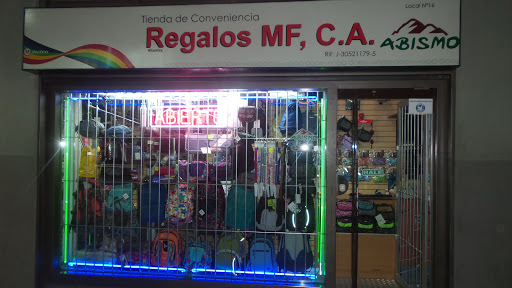 Tienda de Conveniencia
Local Nº16
Regalos MF, C.A.
ABISMO
RIF: J-30521179-5
ABIERTO